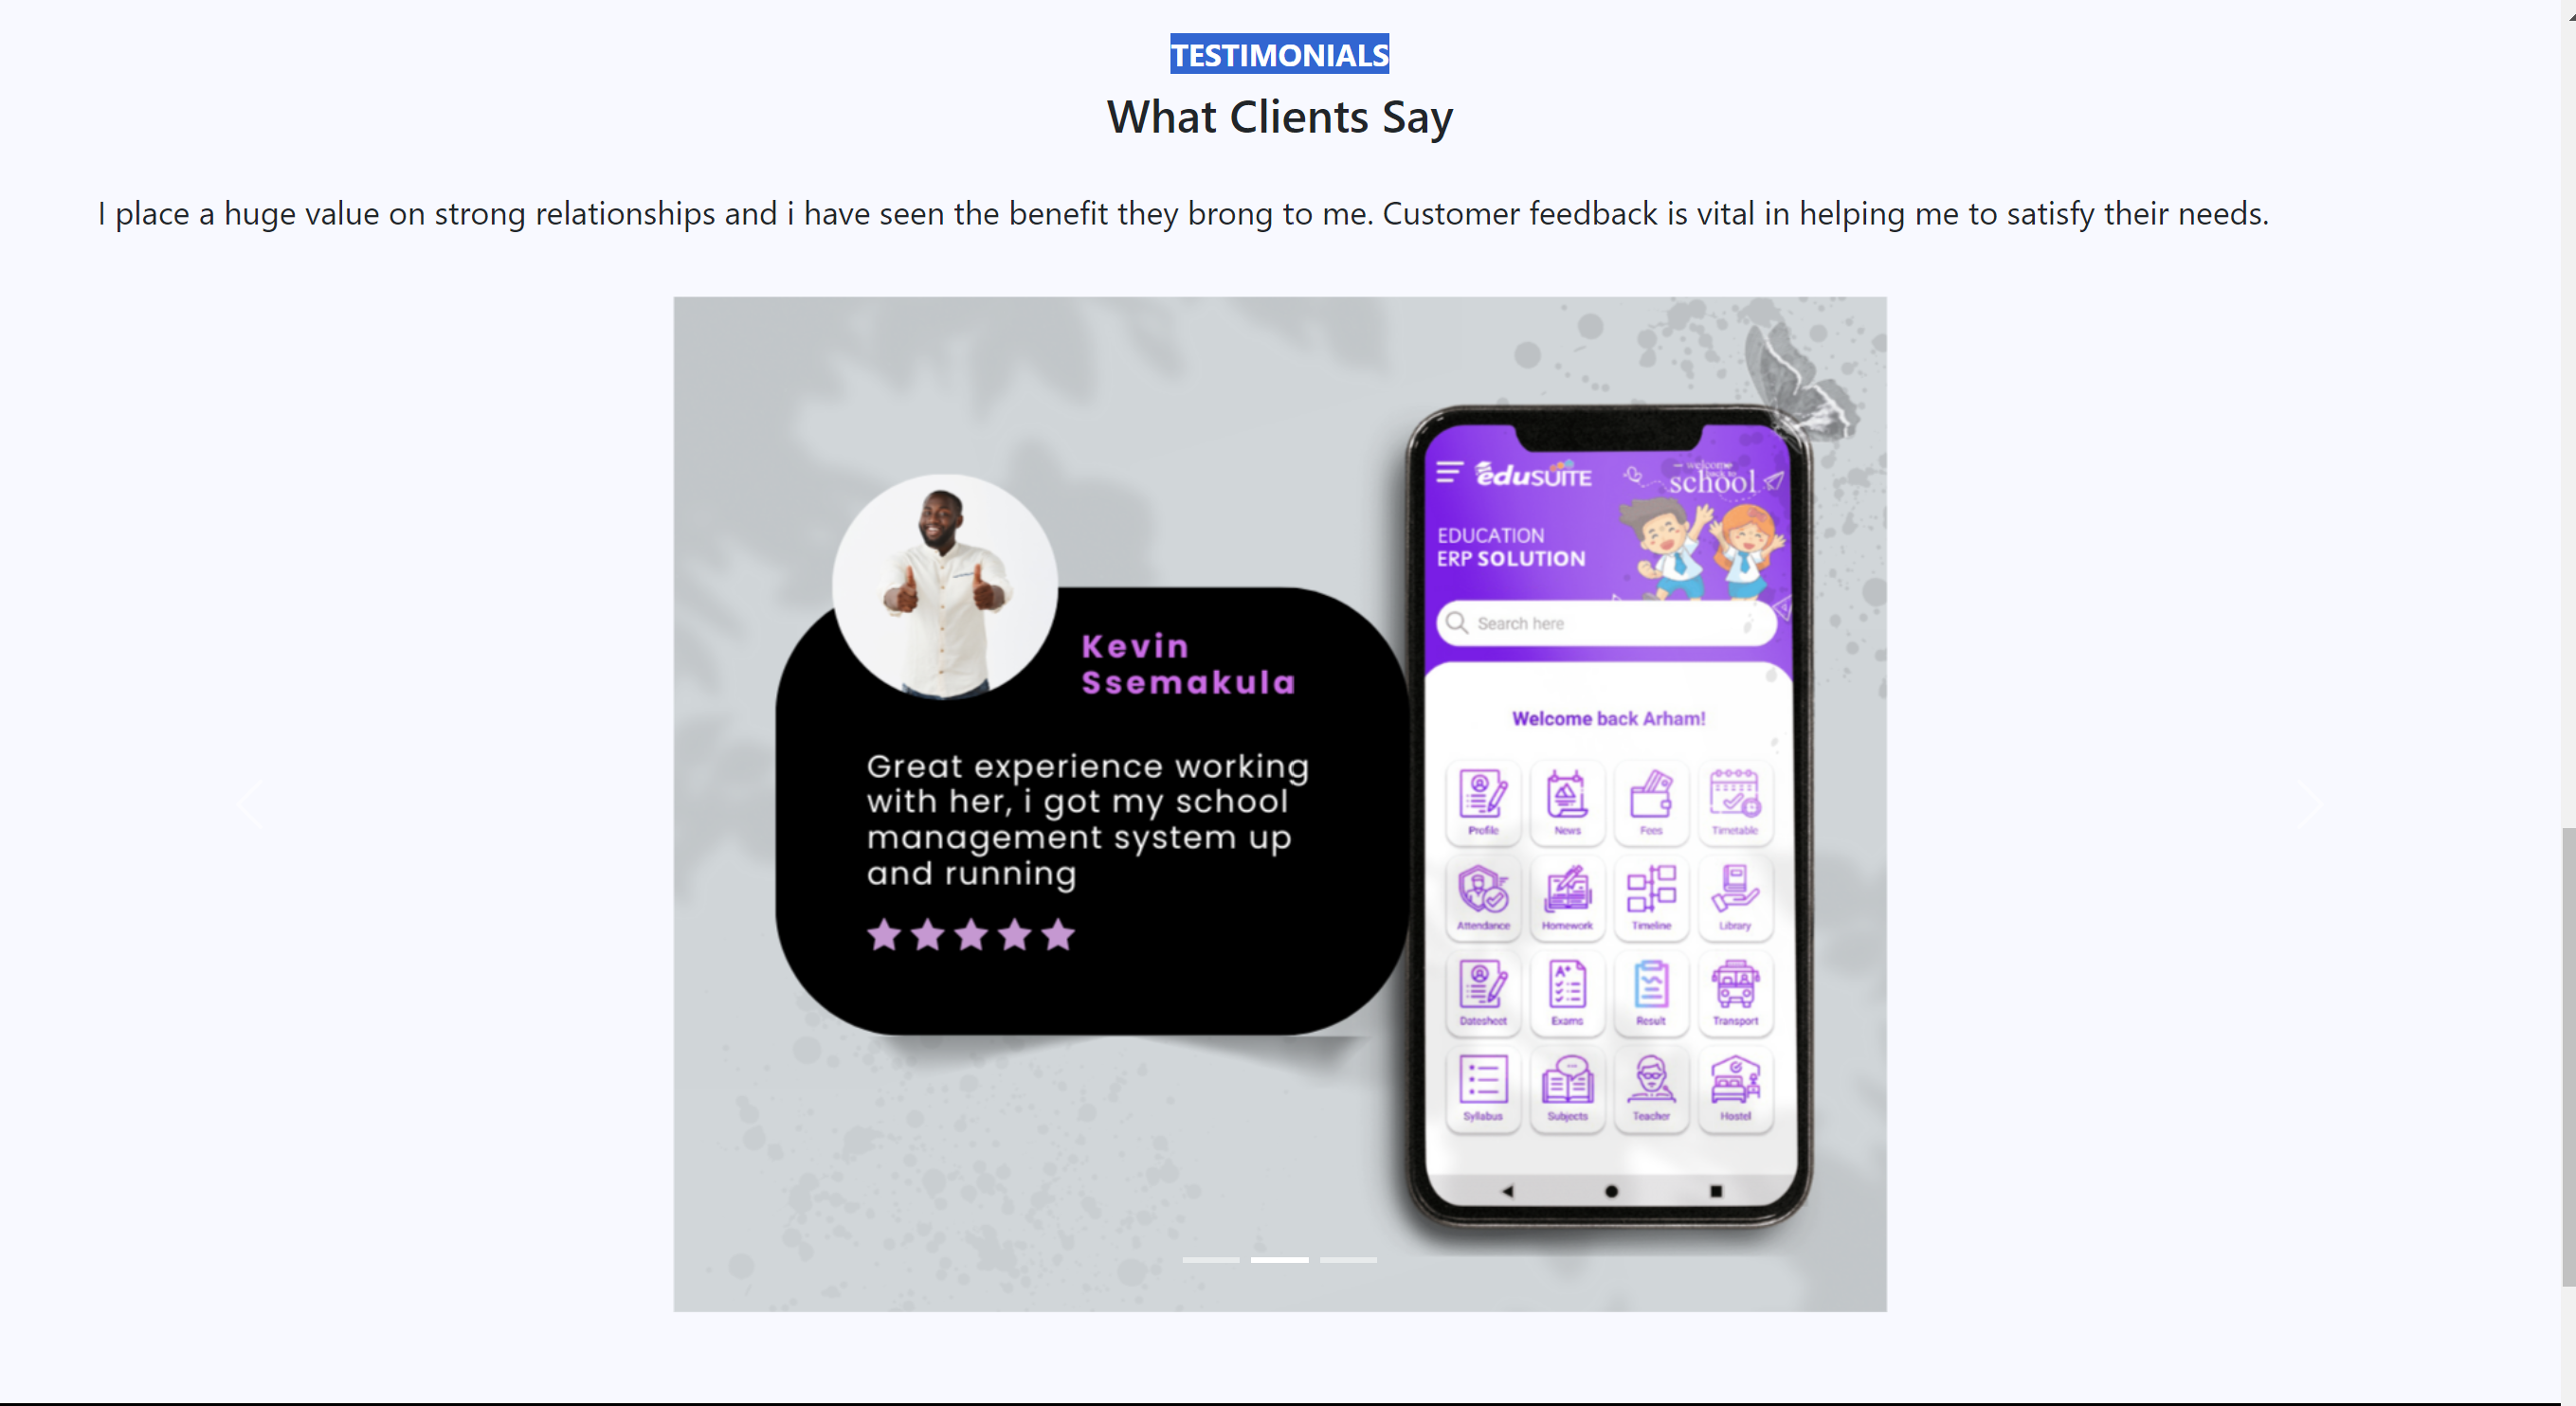 TESTIMONIALS
What Clients Say
I place a huge value on strong relationships and i have seen the benefit they brong to me. Customer feedback is vital in helping me to satisfy their needs.
Kevin
Ssemakula
Great experience working
with her, i got my school
management system up
and running
eduSUITE
welcome
back to
school
EDUCATION
ERP SOLUTION
Search here
Welcome back Arham!
Profile News Fees Timetable
Attendance Homework Timeline Library
Datesheet Exams Result Transport
Syllabus Subjects Teacher Hostel